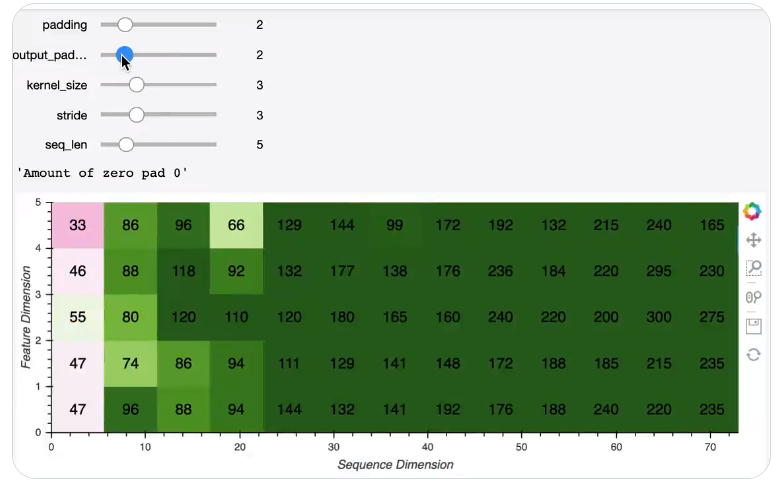 padding 2
output_pad... 2
kernel_size 3
stride 3
seq_len 5
'Amount of zero pad 0'
5
33 86 96 66 129 144 99 172 192 132 215 240 165
4
46 88 118 92 132 177 138 176 236 184 220 295 230
3
55 80 120 110 120 180 165 160 240 220 200 300 275
2
47 74 86 94 111 129 141 148 172 188 185 215 235
1
47 96 88 94 144 132 141 192 176 188 240 220 235
0
Feature Dimension
0 10 20 30 40 50 60 70
Sequence Dimension